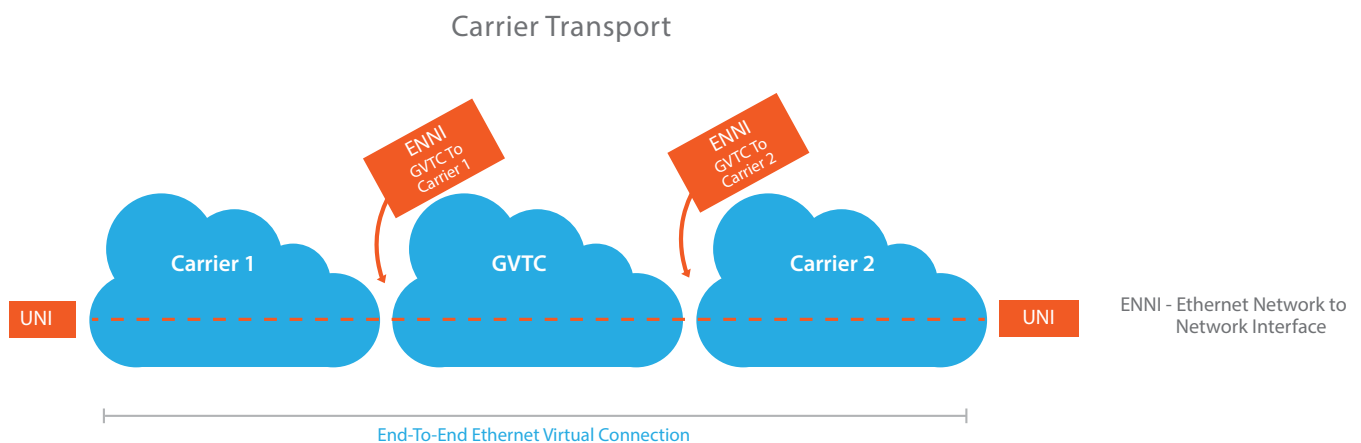 Carrier Transport
ENNI
GVTC To
Carrier 1
ENNI
GVTC To
Carrier 2
Carrier 1
GVTC
Carrier 2
UNI
UNI
ENNI - Ethernet Network to
Network Interface
End-To-End Ethernet Virtual Connection